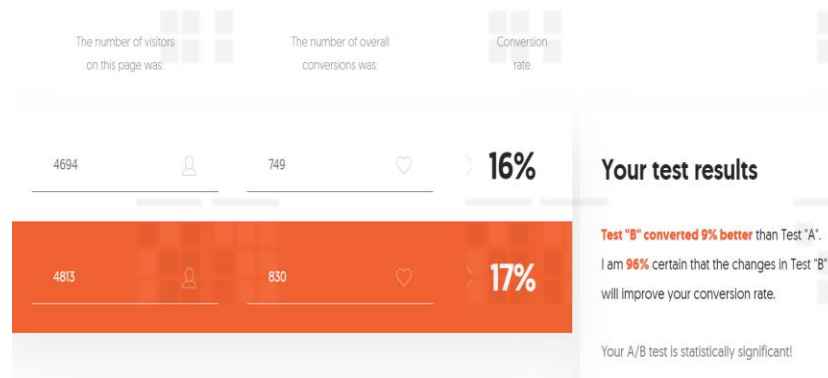 The number of visitors
on this page was:
The number of overall
conversions was:
Conversion
rate
4694
749
16%
4813
830
17%
Your test results
Test "B" converted 9% better than Test "A".
I am 96% certain that the changes in Test "B"
will improve your conversion rate.
Your A/B test is statistically significant!